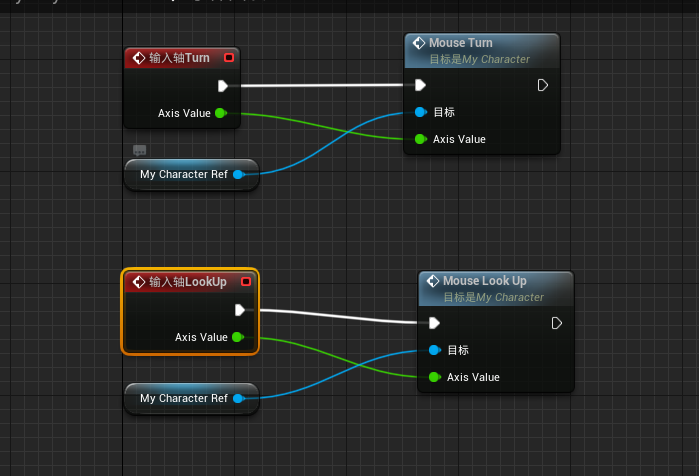 输入轴Turn
Axis Value
My Character Ref
Mouse Turn
目标是My Character
目标
Axis Value
输入轴LookUp
Axis Value
My Character Ref
Mouse Look Up
目标是My Character
目标
Axis Value